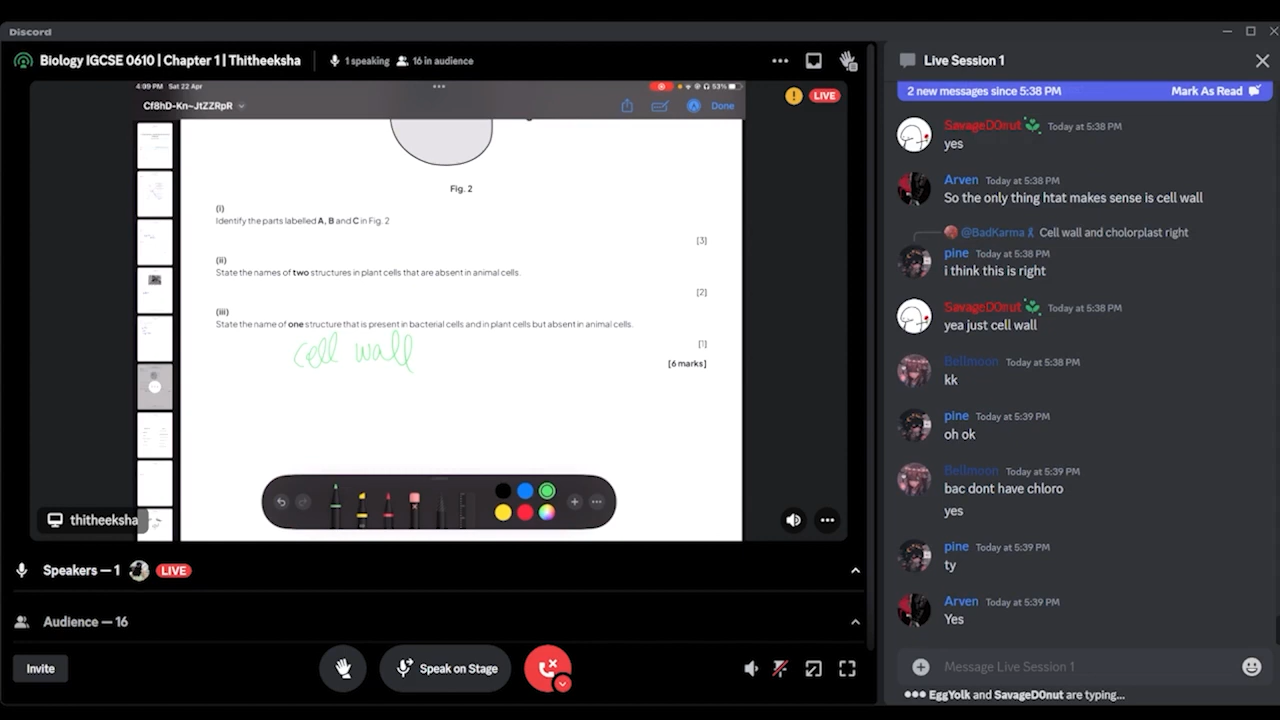 Discord
Biology IGCSE 0610 | Chapter 1 | Thitheeksha
1 speaking
16 in audience
4:39 PM Sat 22 Apr
53%
Cf8hD-Kn~JtZZRpR
Done
LIVE
Fig. 2
(i)
Identify the parts labelled A, B and C in Fig. 2
[3]
(ii)
State the names of two structures in plant cells that are absent in animal cells.
[2]
(iii)
State the name of one structure that is present in bacterial cells and in plant cells but absent in animal cells.
cell wall
[1]
[6 marks]
thitheeksha
Speakers — 1
LIVE
Audience — 16
Invite
Speak on Stage
Live Session 1
2 new messages since 5:38 PM
Mark As Read
SavageD0nut Today at 5:38 PM
yes
Arven Today at 5:38 PM
So the only thing htat makes sense is cell wall
@BadKarma Cell wall and cholorplast right
pine Today at 5:38 PM
i think this is right
SavageD0nut Today at 5:38 PM
yea just cell wall
Bellmoon Today at 5:38 PM
kk
pine Today at 5:39 PM
oh ok
Bellmoon Today at 5:39 PM
bac dont have chloro
yes
pine Today at 5:39 PM
ty
Arven Today at 5:39 PM
Yes
Message Live Session 1
EggYolk and SavageD0nut are typing...